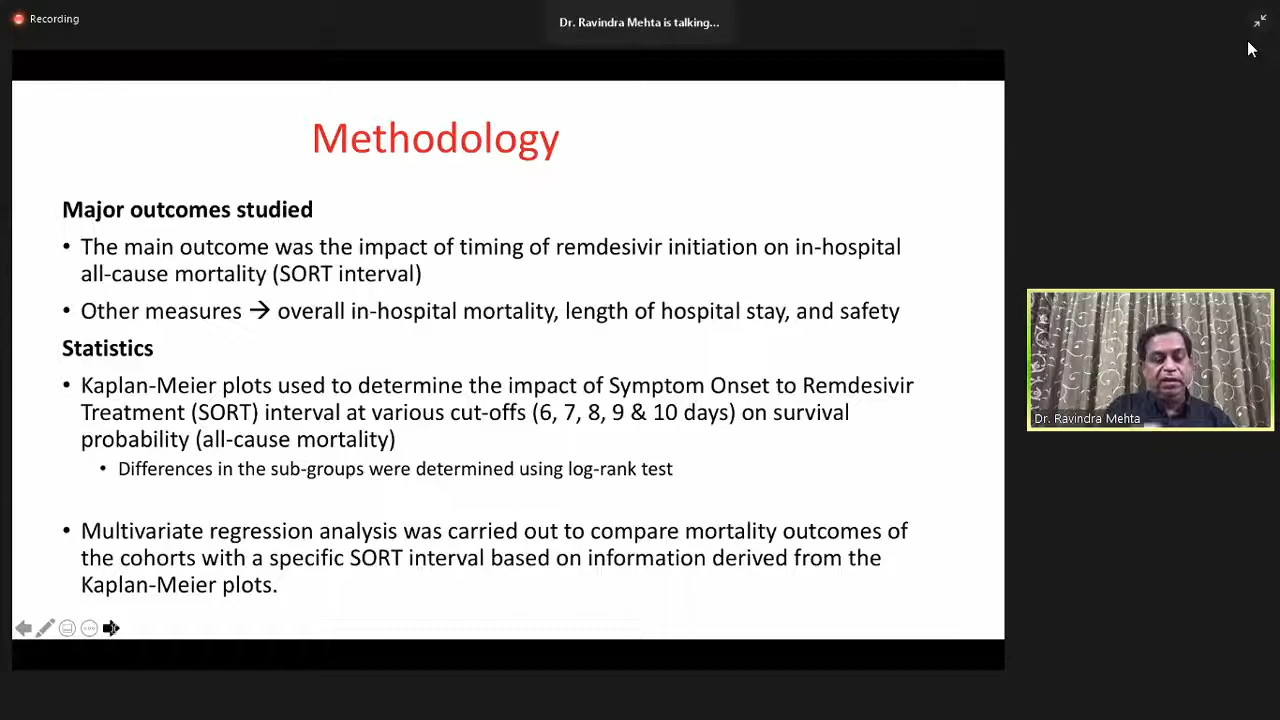 Recording
Dr. Ravindra Mehta is talking...
Methodology
Major outcomes studied
• The main outcome was the impact of timing of remdesivir initiation on in-hospital
all-cause mortality (SORT interval)
• Other measures → overall in-hospital mortality, length of hospital stay, and safety
Statistics
• Kaplan-Meier plots used to determine the impact of Symptom Onset to Remdesivir
Treatment (SORT) interval at various cut-offs (6, 7, 8, 9 & 10 days) on survival
probability (all-cause mortality)
• Differences in the sub-groups were determined using log-rank test
• Multivariate regression analysis was carried out to compare mortality outcomes of
the cohorts with a specific SORT interval based on information derived from the
Kaplan-Meier plots.
Dr. Ravindra Mehta